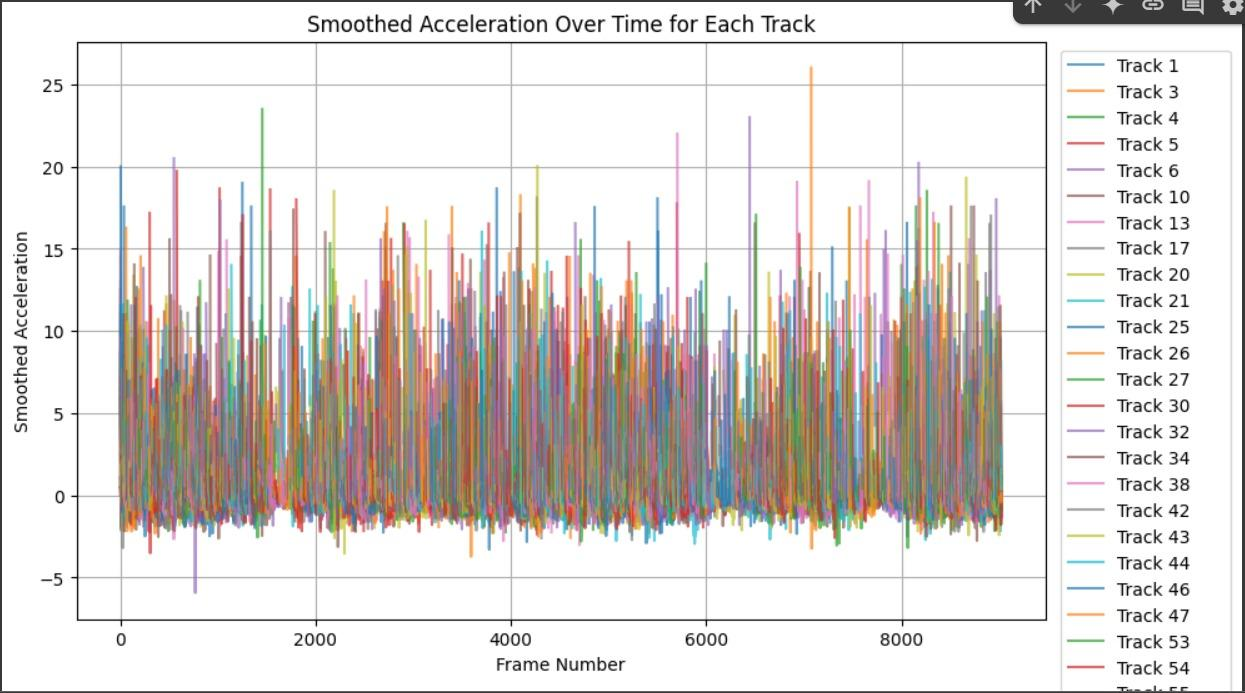 Smoothed Acceleration Over Time for Each Track
Smoothed Acceleration
25
20
15
10
5
0
−5
0 2000 4000 6000 8000
Frame Number
Track 1
Track 3
Track 4
Track 5
Track 6
Track 10
Track 13
Track 17
Track 20
Track 21
Track 25
Track 26
Track 27
Track 30
Track 32
Track 34
Track 38
Track 42
Track 43
Track 44
Track 46
Track 47
Track 53
Track 54
Track 55